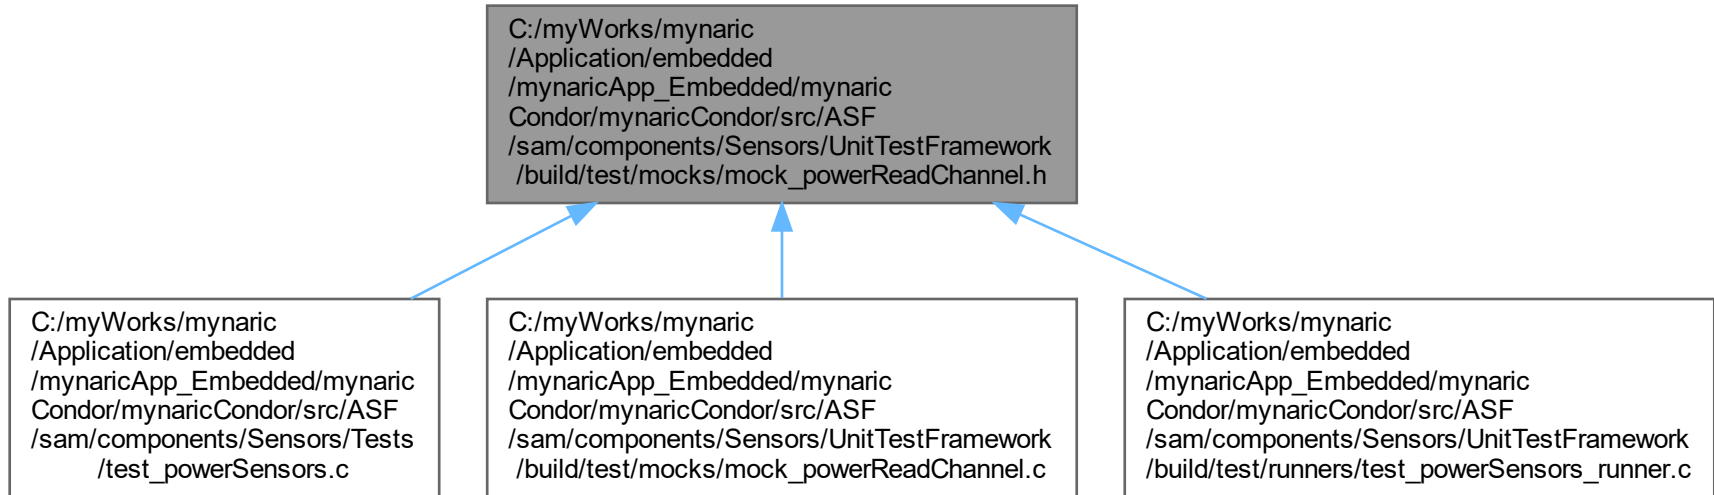 C:/myWorks/mynaric
/Application/embedded
/mynaricApp_Embedded/mynaric
Condor/mynaricCondor/src/ASF
/sam/components/Sensors/UnitTestFramework
/build/test/mocks/mock_powerReadChannel.h
C:/myWorks/mynaric
/Application/embedded
/mynaricApp_Embedded/mynaric
Condor/mynaricCondor/src/ASF
/sam/components/Sensors/Tests
/test_powerSensors.c
C:/myWorks/mynaric
/Application/embedded
/mynaricApp_Embedded/mynaric
Condor/mynaricCondor/src/ASF
/sam/components/Sensors/UnitTestFramework
/build/test/mocks/mock_powerReadChannel.c
C:/myWorks/mynaric
/Application/embedded
/mynaricApp_Embedded/mynaric
Condor/mynaricCondor/src/ASF
/sam/components/Sensors/UnitTestFramework
/build/test/runners/test_powerSensors_runner.c